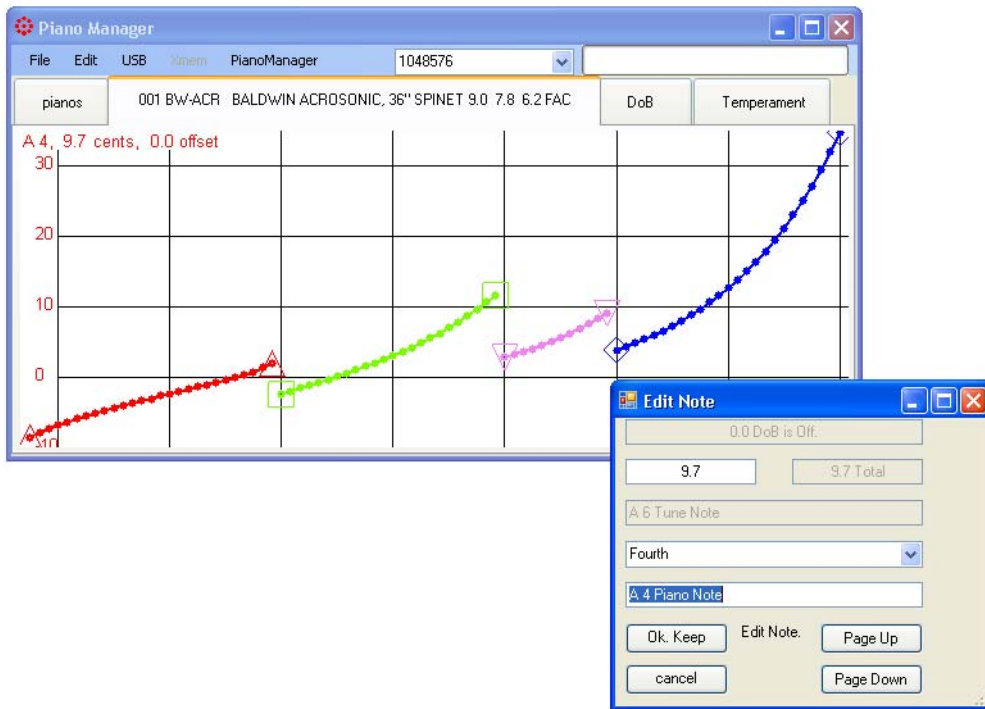 Piano Manager
File Edit USB Xmem PianoManager 1048576
pianos 001 BW-ACR BALDWIN ACROSONIC, 36" SPINET 9.0 7.8 6.2 FAC DoB Temperament
A 4, 9.7 cents, 0.0 offset
30
20
10
0
-10
Edit Note
0.0 DoB is Off.
9.7 9.7 Total
A 6 Tune Note
Fourth
A 4 Piano Note
Ok. Keep Edit Note. Page Up
cancel Page Down